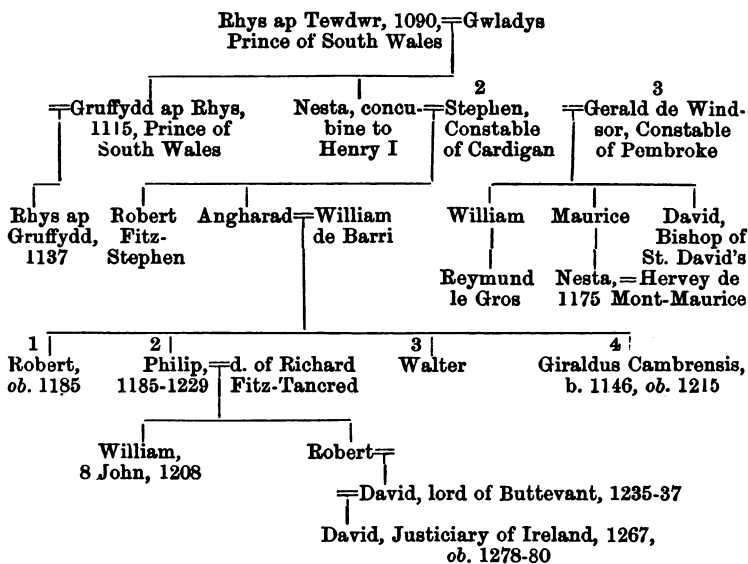 Rhys ap Tewdwr, 1090, = Gwladys
Prince of South Wales
2 3
= Gruffydd ap Rhys, Nesta, concu- = Stephen, = Gerald de Wind-
1115, Prince of bine to Constable sor, Constable
South Wales Henry I of Cardigan of Pembroke
Rhys ap Robert Angharad = William William Maurice David,
Gruffydd, Fitz- de Barri Bishop of
1137 Stephen St. David's
Reymund Nesta, = Hervey de
le Gros 1175 Mont-Maurice
1 2 3 4
Robert, Philip, = d. of Richard Walter Giraldus Cambrensis,
ob. 1185 1185-1229 Fitz-Tancred b. 1146, ob. 1215
William, Robert =
8 John, 1208
= David, lord of Buttevant, 1235-37
David, Justiciary of Ireland, 1267,
ob. 1278-80